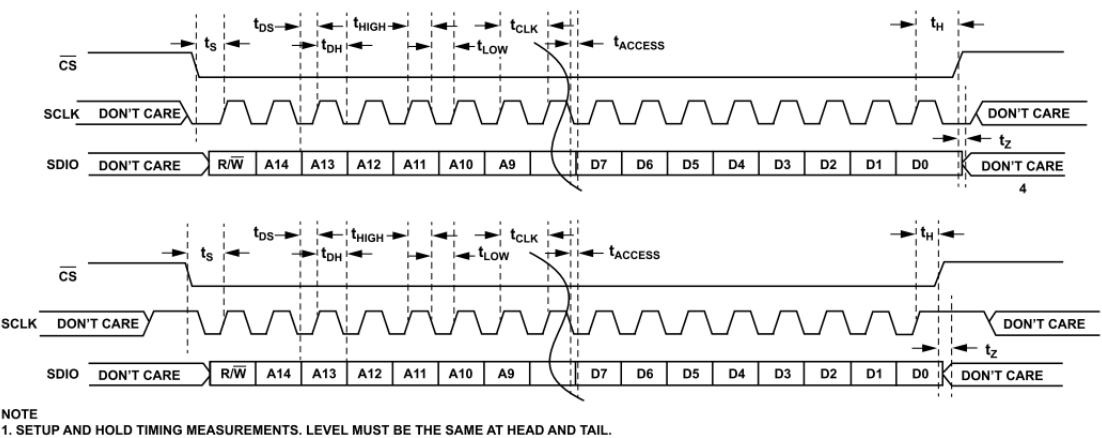 tDS tHIGH tCLK tH
tS tDH tLOW tACCESS
CS
SCLK DON'T CARE DON'T CARE
tZ
SDIO DON'T CARE R/W A14 A13 A12 A11 A10 A9 D7 D6 D5 D4 D3 D2 D1 D0 DON'T CARE
4
tDS tHIGH tCLK tH
tS tDH tLOW tACCESS
CS
SCLK DON'T CARE DON'T CARE
tZ
SDIO DON'T CARE R/W A14 A13 A12 A11 A10 A9 D7 D6 D5 D4 D3 D2 D1 D0 DON'T CARE
NOTE
1. SETUP AND HOLD TIMING MEASUREMENTS. LEVEL MUST BE THE SAME AT HEAD AND TAIL.